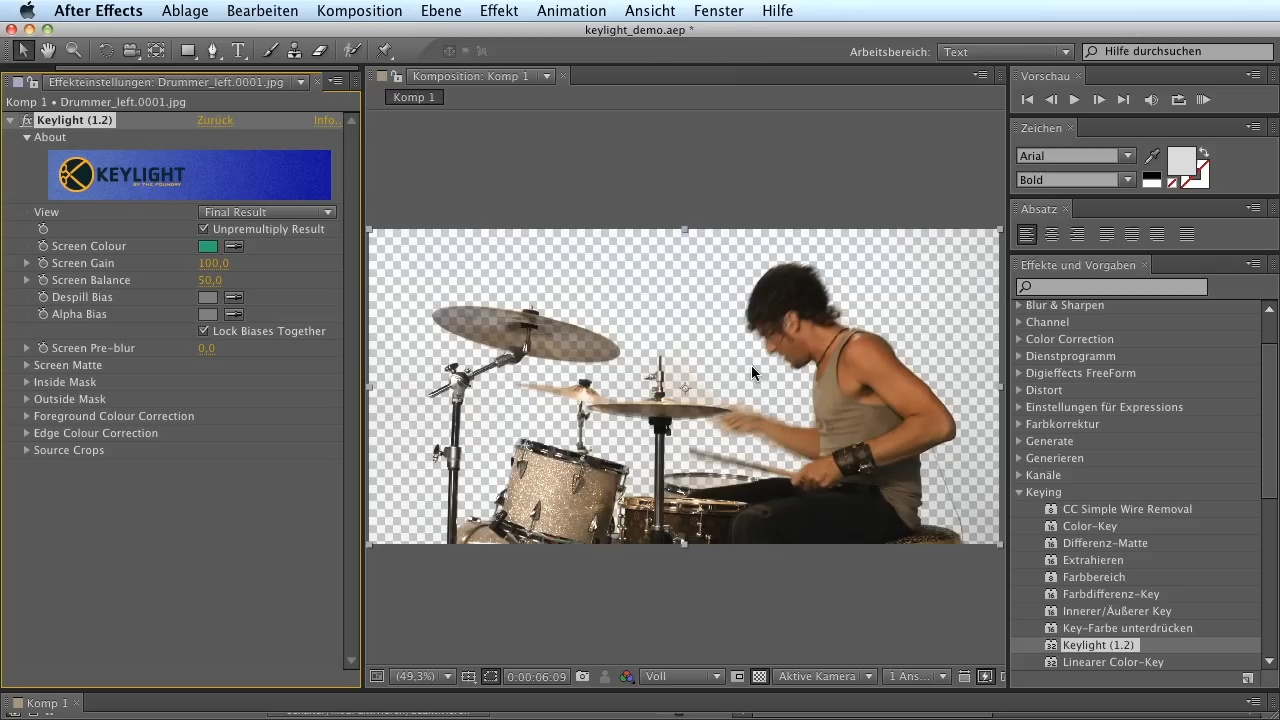 After Effects Ablage Bearbeiten Komposition Ebene Effekt Animation Ansicht Fenster Hilfe
keylight_demo.aep *
Arbeitsbereich: Text Hilfe durchsuchen
Effekteinstellungen: Drummer_left.0001.jpg
Komp 1 • Drummer_left.0001.jpg
Keylight (1.2) Zurück Info..
About
KEYLIGHT
BY THE FOUNDRY
View Final Result
Unpremultiply Result
Screen Colour
Screen Gain 100,0
Screen Balance 50,0
Despill Bias
Alpha Bias
Lock Biases Together
Screen Pre-blur 0,0
Screen Matte
Inside Mask
Outside Mask
Foreground Colour Correction
Edge Colour Correction
Source Crops
Komposition: Komp 1
Komp 1
(49,3%) 0:00:06:09 Voll Aktive Kamera 1 Ans...
Vorschau
Zeichen
Arial
Bold
Absatz
Effekte und Vorgaben
Blur & Sharpen
Channel
Color Correction
Dienstprogramm
Digieffects FreeForm
Distort
Einstellungen für Expressions
Farbkorrektur
Generate
Generieren
Kanäle
Keying
CC Simple Wire Removal
Color-Key
Differenz-Matte
Extrahieren
Farbbereich
Farbdifferenz-Key
Innerer/Äußerer Key
Key-Farbe unterdrücken
Keylight (1.2)
Linearer Color-Key
Komp 1